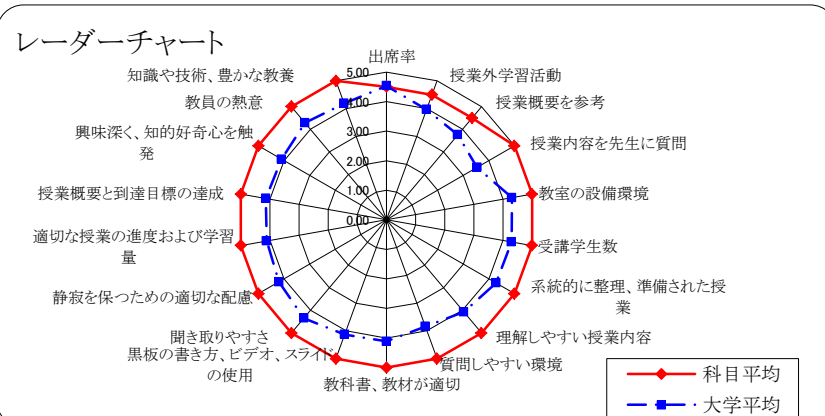 レーダーチャート
出席率
授業外学習活動
授業概要を参考
授業内容を先生に質問
教室の設備環境
受講学生数
系統的に整理、準備された授
業
理解しやすい授業内容
質問しやすい環境
教科書、教材が適切
黒板の書き方、ビデオ、スライド
の使用
聞き取りやすさ
静寂を保つための適切な配慮
適切な授業の進度および学習
量
授業概要と到達目標の達成
興味深く、知的好奇心を触
発
教員の熱意
知識や技術、豊かな教養
5.00
4.00
3.00
2.00
1.00
0.00
科目平均
大学平均